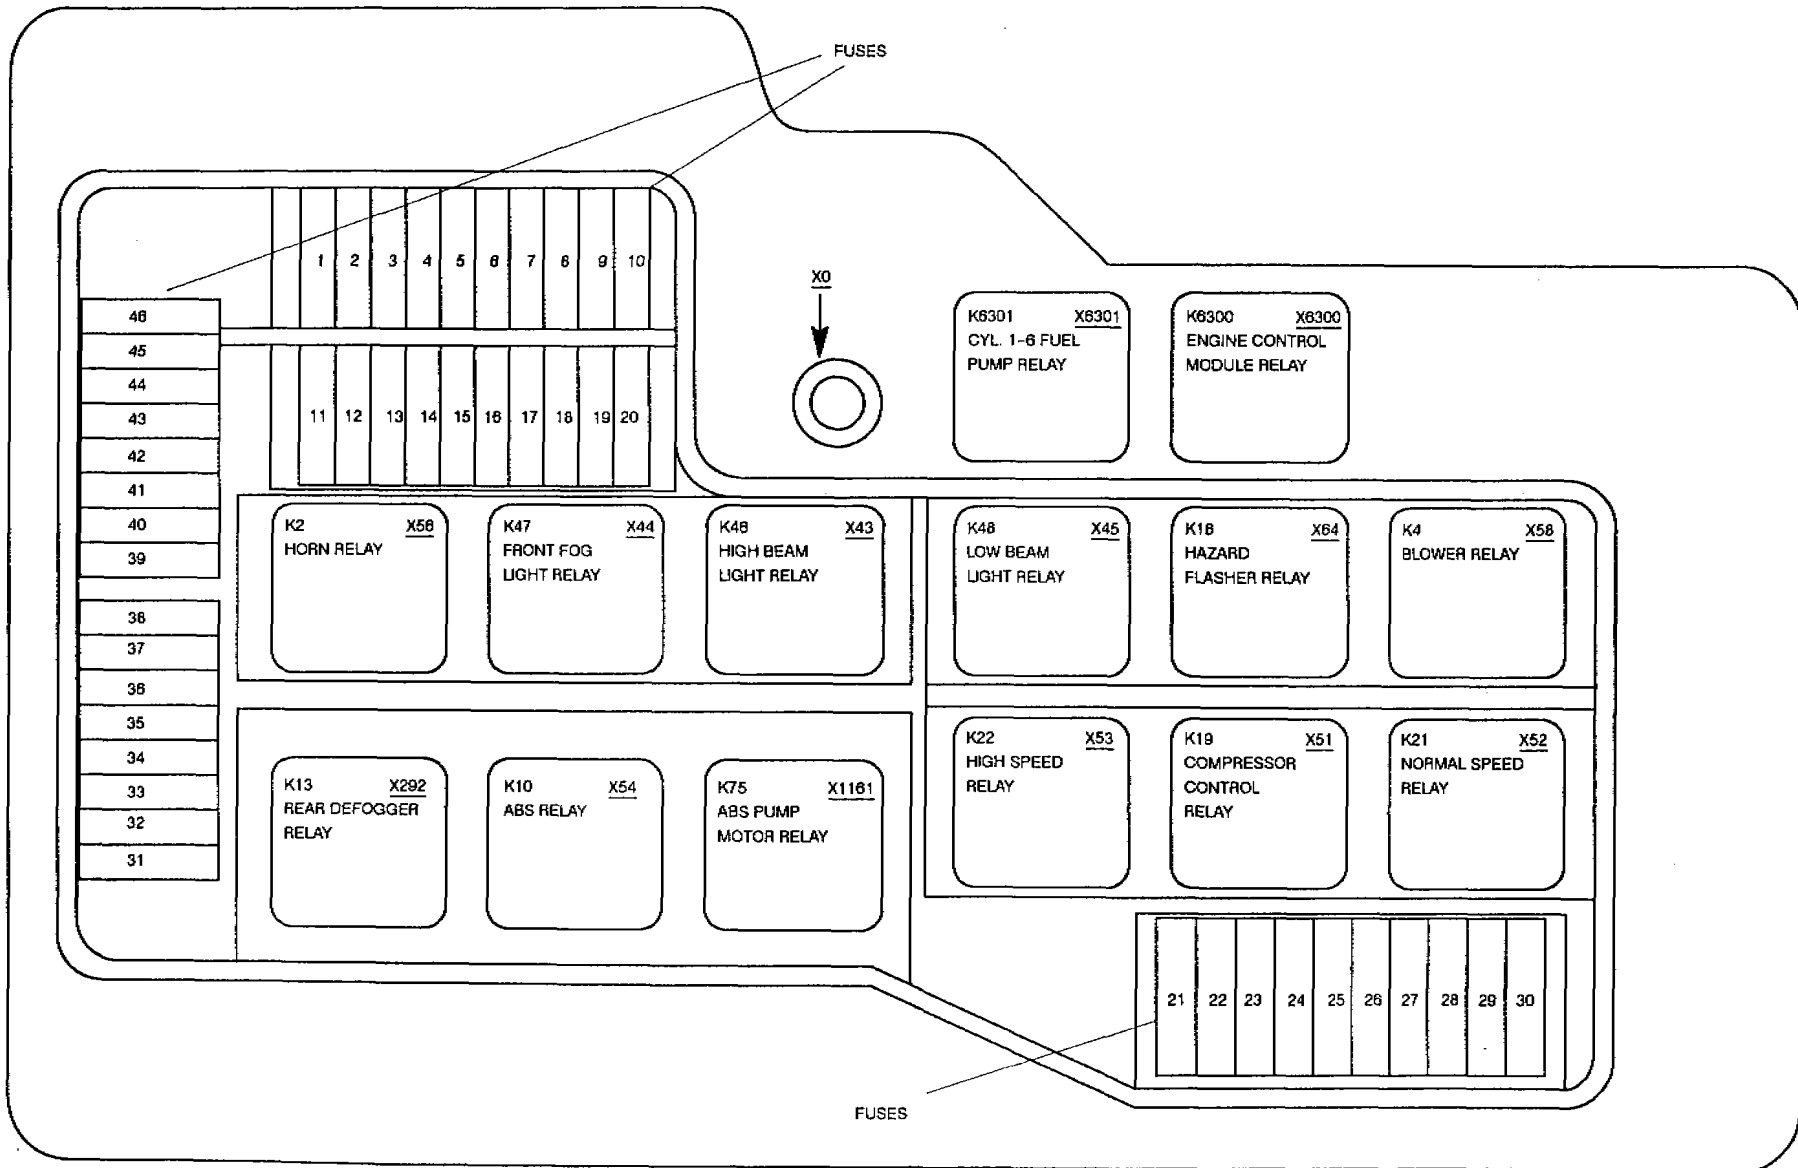 FUSES
1 2 3 4 5 6 7 8 9 10
X0
46
45
44
43
42
41
40
39
11 12 13 14 15 16 17 18 19 20
K6301 X6301
CYL. 1-6 FUEL
PUMP RELAY
K6300 X6300
ENGINE CONTROL
MODULE RELAY
K2 X56
HORN RELAY
K47 X44
FRONT FOG
LIGHT RELAY
K46 X43
HIGH BEAM
LIGHT RELAY
K48 X45
LOW BEAM
LIGHT RELAY
K16 X64
HAZARD
FLASHER RELAY
K4 X58
BLOWER RELAY
38
37
36
35
34
33
32
31
K13 X292
REAR DEFOGGER
RELAY
K10 X54
ABS RELAY
K75 X1161
ABS PUMP
MOTOR RELAY
K22 X53
HIGH SPEED
RELAY
K19 X51
COMPRESSOR
CONTROL
RELAY
K21 X52
NORMAL SPEED
RELAY
21 22 23 24 25 26 27 28 29 30
FUSES